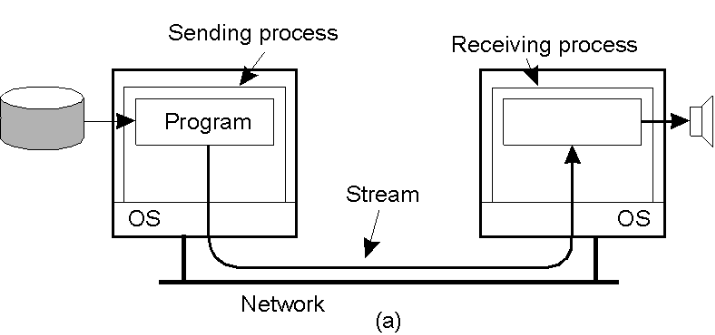 Sending process
Receiving process
Program
Stream
OS
OS
Network
(a)